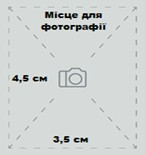 Місце для
фотографії
4,5 см
3,5 см